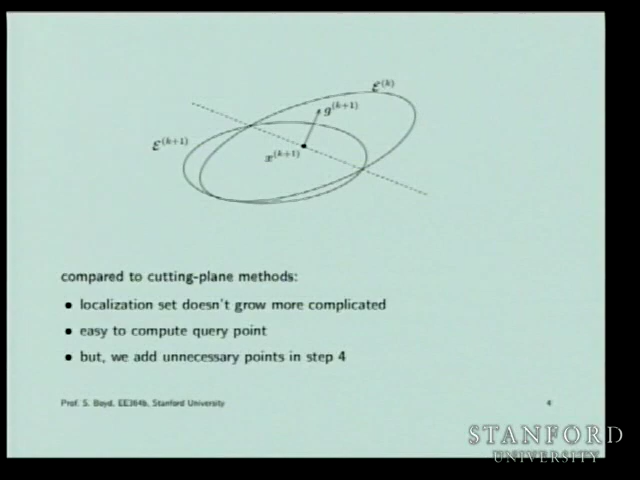 ℰ^(k)
g^(k+1)
ℰ^(k+1)
x^(k+1)
compared to cutting-plane methods:
• localization set doesn't grow more complicated
• easy to compute query point
• but, we add unnecessary points in step 4
Prof. S. Boyd, EE364b, Stanford University
4
STANFORD
UNIVERSITY